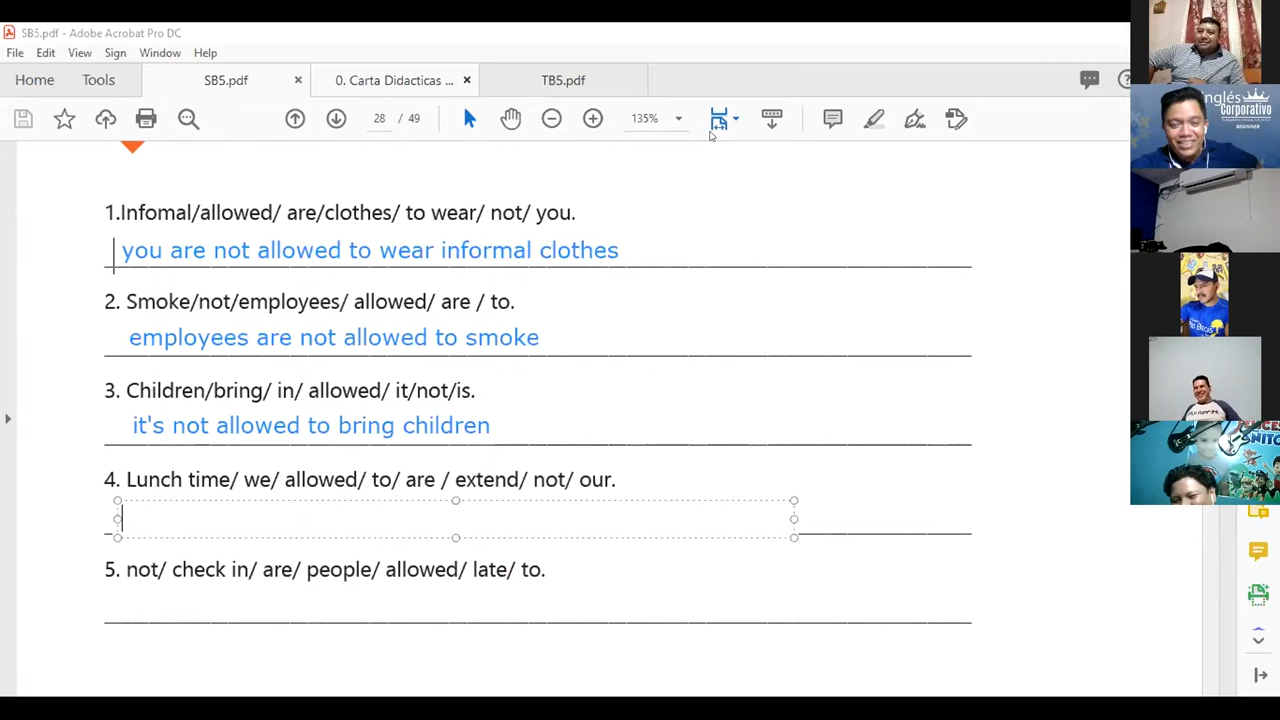 SB5.pdf - Adobe Acrobat Pro DC
File Edit View Sign Window Help
Home Tools SB5.pdf 0. Carta Didacticas ... TB5.pdf
28 / 49 135%
1.Infomal/allowed/ are/clothes/ to wear/ not/ you.
you are not allowed to wear informal clothes
2. Smoke/not/employees/ allowed/ are / to.
employees are not allowed to smoke
3. Children/bring/ in/ allowed/ it/not/is.
it's not allowed to bring children
4. Lunch time/ we/ allowed/ to/ are / extend/ not/ our.
5. not/ check in/ are/ people/ allowed/ late/ to.
Inglés
Corporativo
BEGINNER